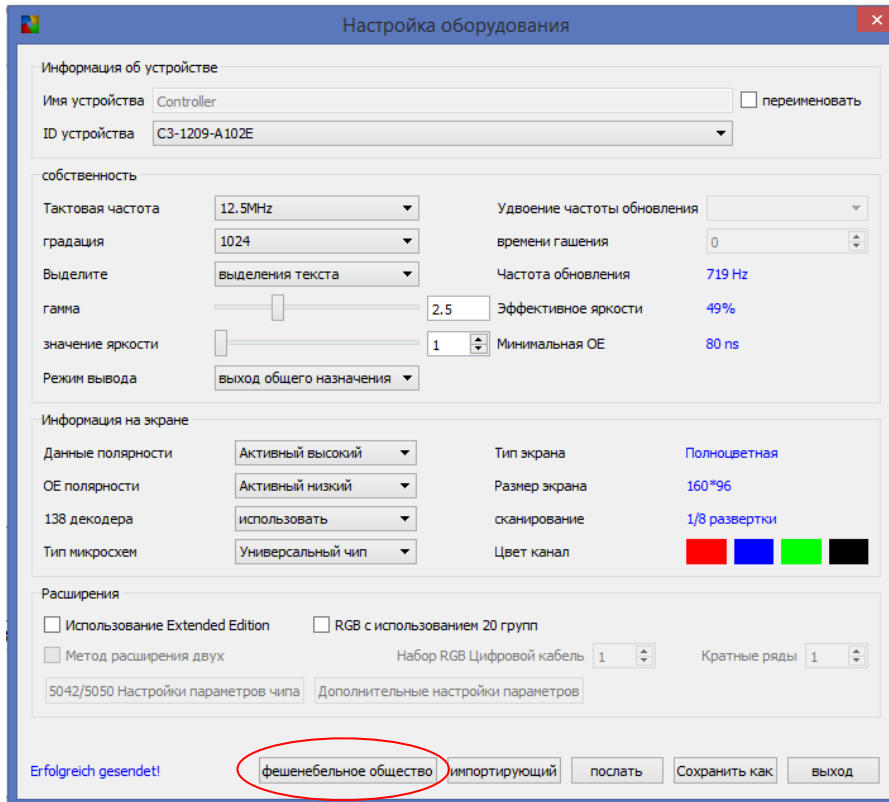 Настройка оборудования
Информация об устройстве
Имя устройства Controller переименовать
ID устройства C3-1209-A102E
собственность
Тактовая частота 12.5MHz Удвоение частоты обновления
градация 1024 времени гашения 0
Выделите выделения текста Частота обновления 719 Hz
гамма 2.5 Эффективное яркости 49%
значение яркости 1 Минимальная OE 80 ns
Режим вывода выход общего назначения
Информация на экране
Данные полярности Активный высокий Тип экрана Полноцветная
OE полярности Активный низкий Размер экрана 160*96
138 декодера использовать сканирование 1/8 развертки
Тип микросхем Универсальный чип Цвет канал
Расширения
Использование Extended Edition RGB с использованием 20 групп
Метод расширения двух Набор RGB Цифровой кабель 1 Кратные ряды 1
5042/5050 Настройки параметров чипа Дополнительные настройки параметров
Erfolgreich gesendet! фешенебельное общество импортирующий послать Сохранить как выход